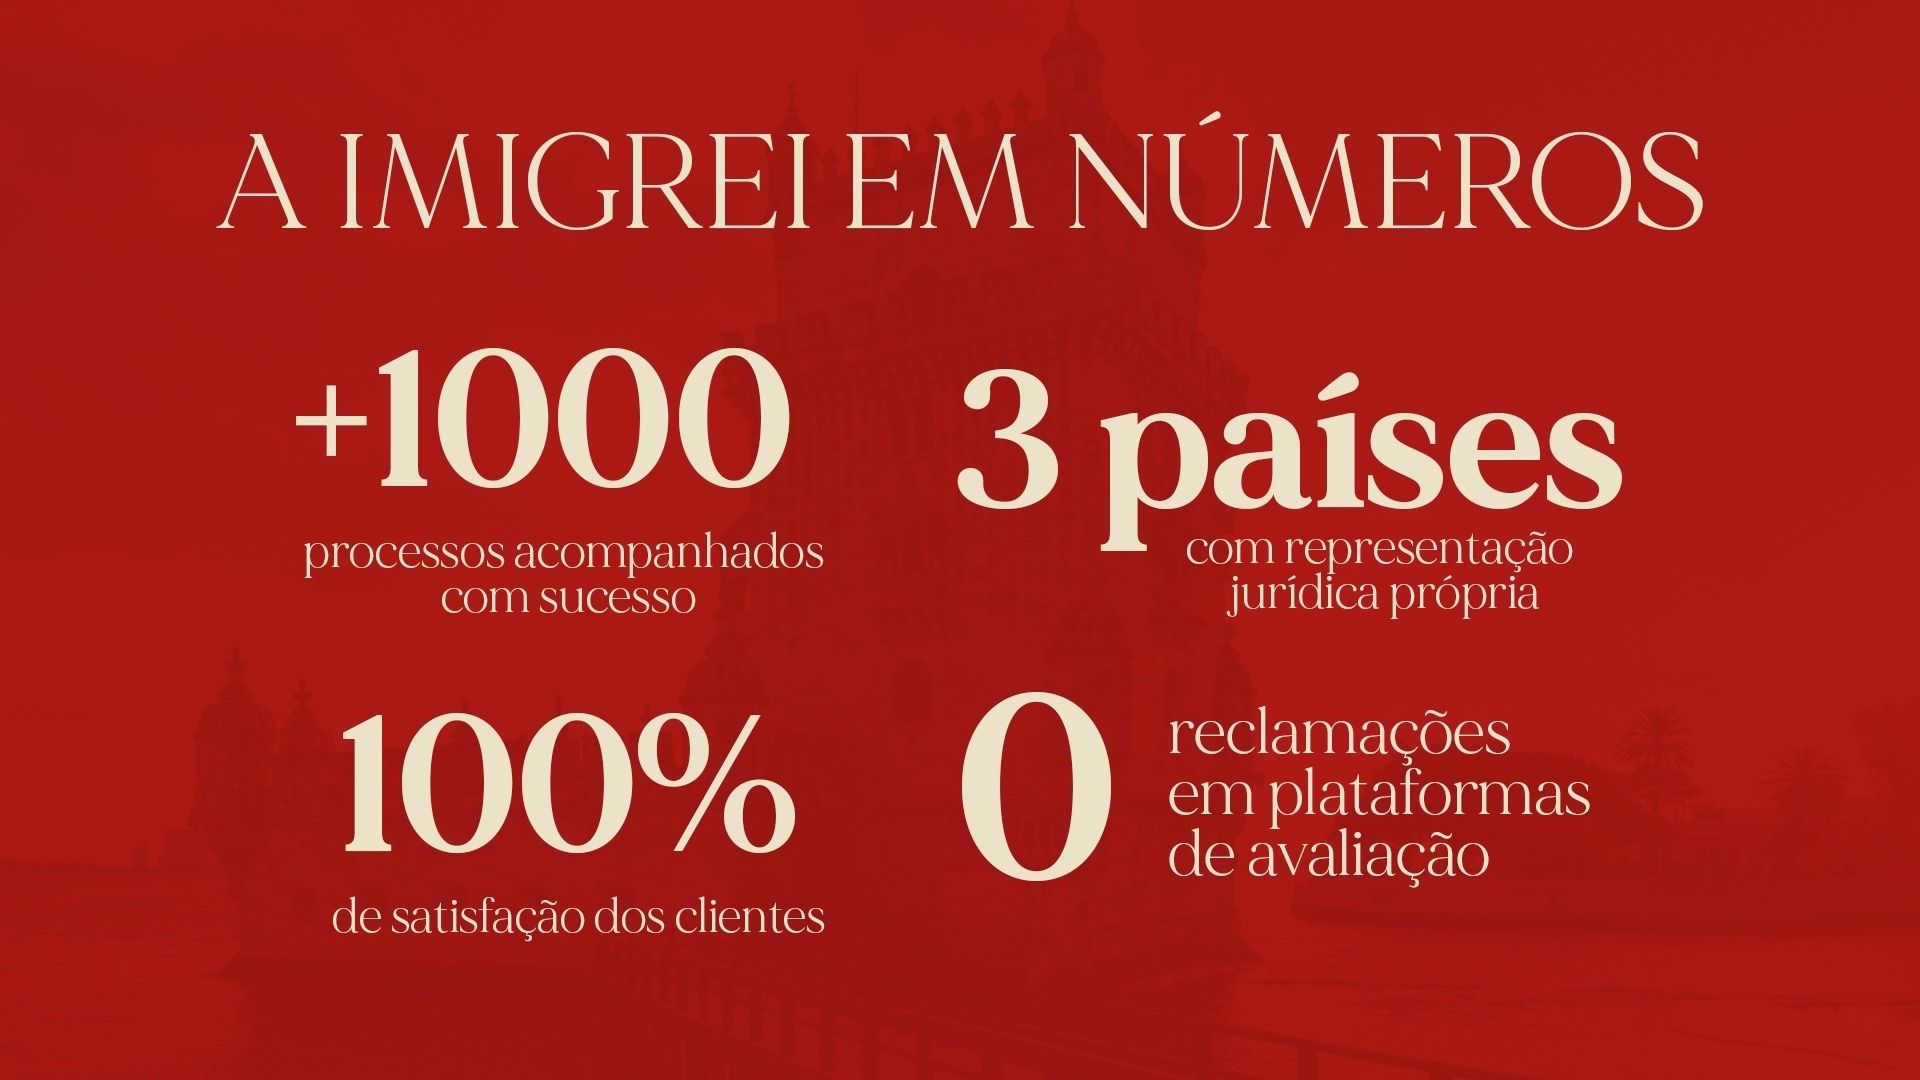 A IMIGREI EM NÚMEROS
+1000
processos acompanhados
com sucesso
3 países
com representação
jurídica própria
100%
de satisfação dos clientes
0
reclamações
em plataformas
de avaliação